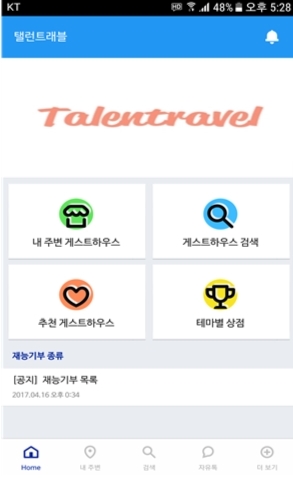 KT HD 48% 오후 5:28
탤런트래블
Talentravel
내 주변 게스트하우스
게스트하우스 검색
추천 게스트하우스
테마별 상점
재능기부 종류
[공지] 재능기부 목록
2017.04.16 오후 0:34
Home 내 주변 검색 자유톡 더 보기